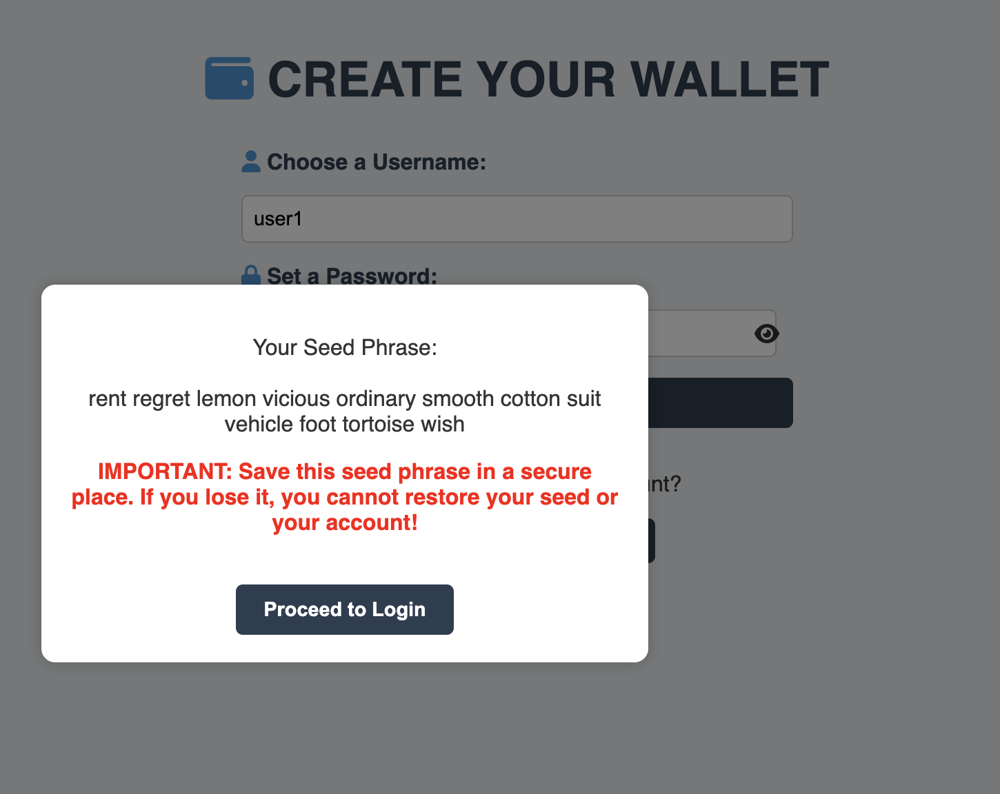 CREATE YOUR WALLET
Choose a Username:
user1
Set a Password:
Your Seed Phrase:
rent regret lemon vicious ordinary smooth cotton suit
vehicle foot tortoise wish
IMPORTANT: Save this seed phrase in a secure
place. If you lose it, you cannot restore your seed or
your account!
Proceed to Login